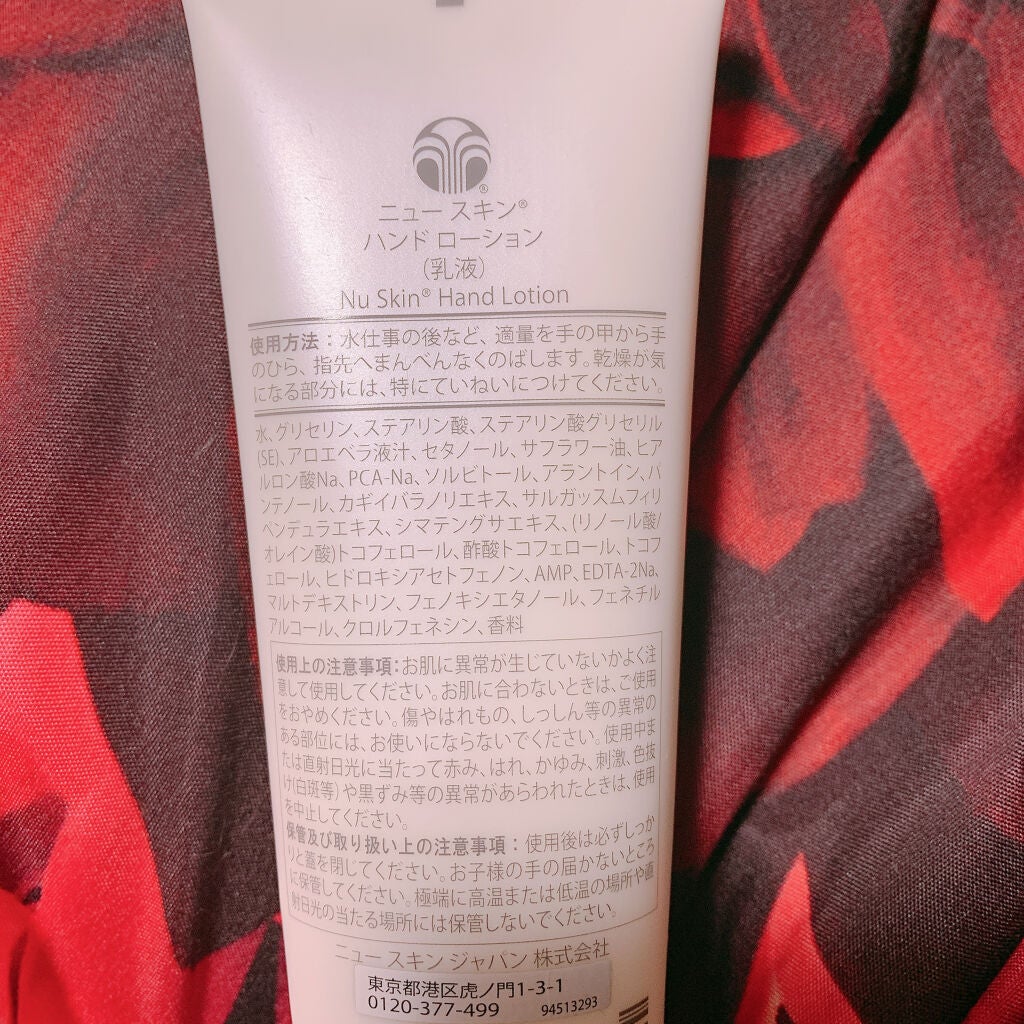 ®
ニュー スキン®
ハンド ローション
(乳液)
Nu Skin® Hand Lotion
使用方法：水仕事の後など、適量を手の甲から手
のひら、指先へまんべんなくのばします。乾燥が気
になる部分には、特にていねいにつけてください。
水、グリセリン、ステアリン酸、ステアリン酸グリセリル
(SE)、アロエベラ液汁、セタノール、サフラワー油、ヒア
ルロン酸Na、PCA-Na、ソルビトール、アラントイン、パ
ンテノール、カギイバラノリエキス、サルガッスムフィリ
ペンデュラエキス、シマテングサエキス、(リノール酸/
オレイン酸)トコフェロール、酢酸トコフェロール、トコフ
ェロール、ヒドロキシアセトフェノン、AMP、EDTA-2Na、
マルトデキストリン、フェノキシエタノール、フェネチル
アルコール、クロルフェネシン、香料
使用上の注意事項：お肌に異常が生じていないかよく注
意して使用してください。お肌に合わないときは、ご使用
をおやめください。傷やはれもの、しっしん等の異常の
ある部位には、お使いにならないでください。使用中ま
たは直射日光に当たって赤み、はれ、かゆみ、刺激、色抜
け(白斑等)や黒ずみ等の異常があらわれたときは、使用
を中止してください。
保管及び取り扱い上の注意事項：使用後は必ずしっか
りと蓋を閉じてください。お子様の手の届かないところ
に保管してください。極端に高温または低温の場所や直
射日光の当たる場所には保管しないでください。
ニュー スキン ジャパン 株式会社
東京都港区虎ノ門1-3-1
0120-377-499 94513293